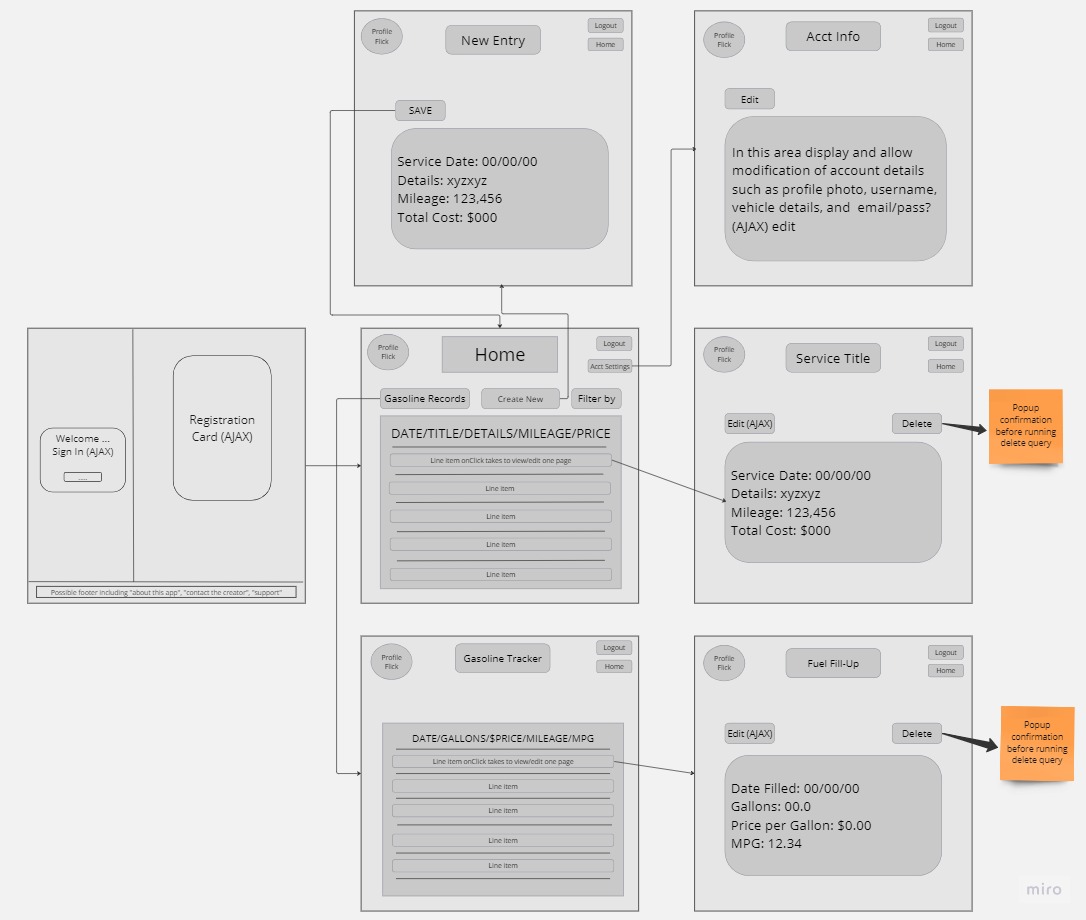 Profile
Flick
New Entry
Logout
Home
SAVE
Service Date: 00/00/00
Details: xyzxyz
Mileage: 123,456
Total Cost: $000
Profile
Flick
Acct Info
Logout
Home
Edit
In this area display and allow
modification of account details
such as profile photo, username,
vehicle details, and  email/pass?
(AJAX) edit
Welcome ...
Sign In (AJAX)
.....
Registration
Card (AJAX)
Possible footer including "about this app", "contact the creator", "support"
Profile
Flick
Home
Logout
Acct Settings
Gasoline Records
Create New
Filter by
DATE/TITLE/DETAILS/MILEAGE/PRICE
Line item onClick takes to view/edit one page
Line item
Line item
Line item
Line item
Profile
Flick
Service Title
Logout
Home
Edit (AJAX)
Delete
Service Date: 00/00/00
Details: xyzxyz
Mileage: 123,456
Total Cost: $000
Popup
confirmation
before running
delete query
Profile
Flick
Gasoline Tracker
Logout
Home
DATE/GALLONS/$PRICE/MILEAGE/MPG
Line item onClick takes to view/edit one page
Line item
Line item
Line item
Line item
Profile
Flick
Fuel Fill-Up
Logout
Home
Edit (AJAX)
Delete
Date Filled: 00/00/00
Gallons: 00.0
Price per Gallon: $0.00
MPG: 12.34
Popup
confirmation
before running
delete query
miro